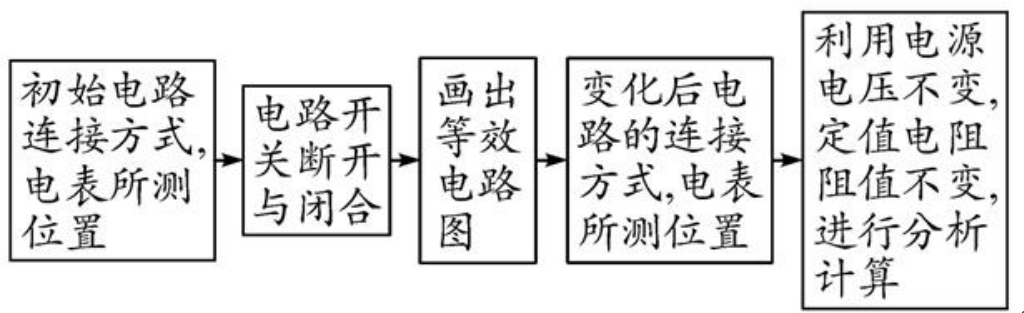 初始电路
连接方式,
电表所测
位置
电路开
关断开
与闭合
画出
等效
电路
图
变化后电
路的连接
方式,电表
所测位置
利用电源
电压不变,
定值电阻
阻值不变,
进行分析
计算